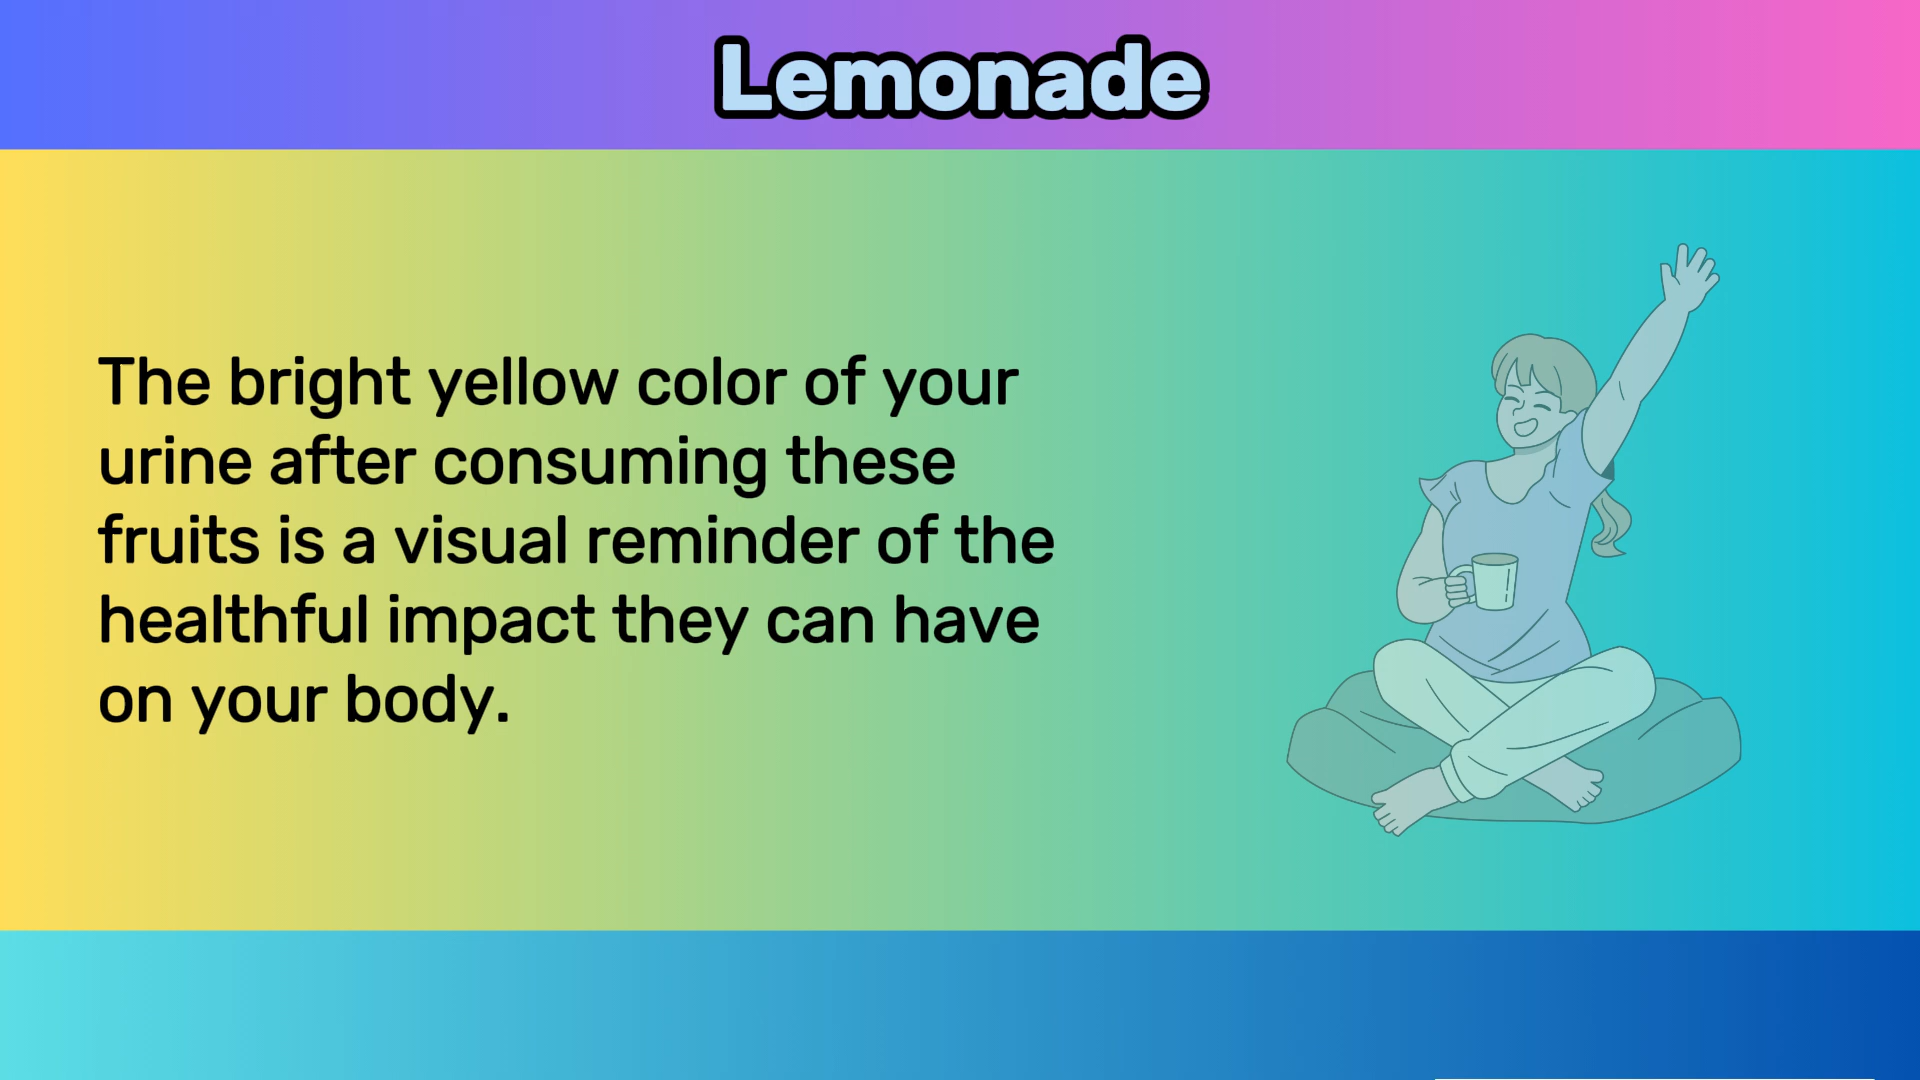 Lemonade
The bright yellow color of your
urine after consuming these
fruits is a visual reminder of the
healthful impact they can have
on your body.